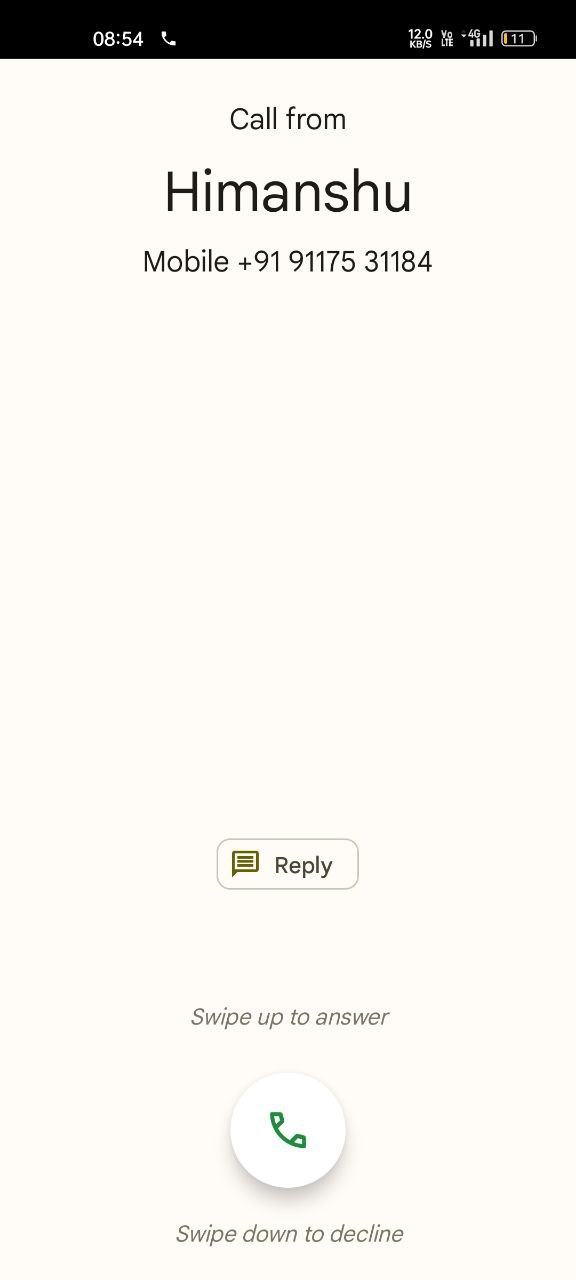 08:54 12.0 KB/S Vo LTE 4G 11
Call from
Himanshu
Mobile +91 91175 31184
Reply
Swipe up to answer
Swipe down to decline